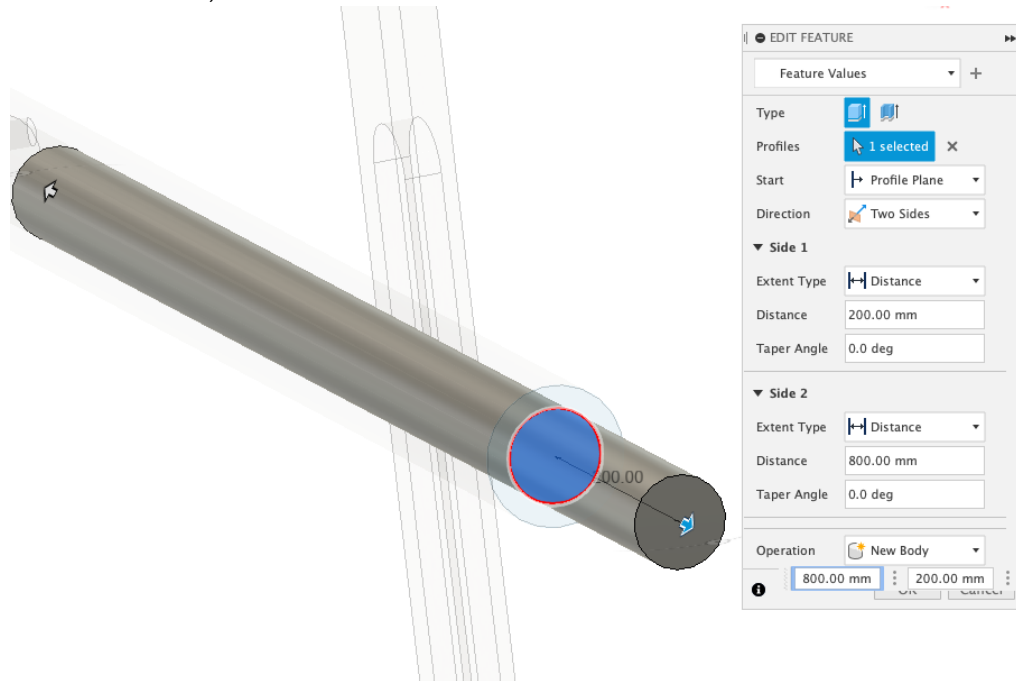 EDIT FEATURE
Feature Values
Type
Profiles 1 selected
Start Profile Plane
Direction Two Sides
Side 1
Extent Type Distance
Distance 200.00 mm
Taper Angle 0.0 deg
Side 2
Extent Type Distance
Distance 800.00 mm
Taper Angle 0.0 deg
Operation New Body
800.00 mm 200.00 mm
OK Cancel